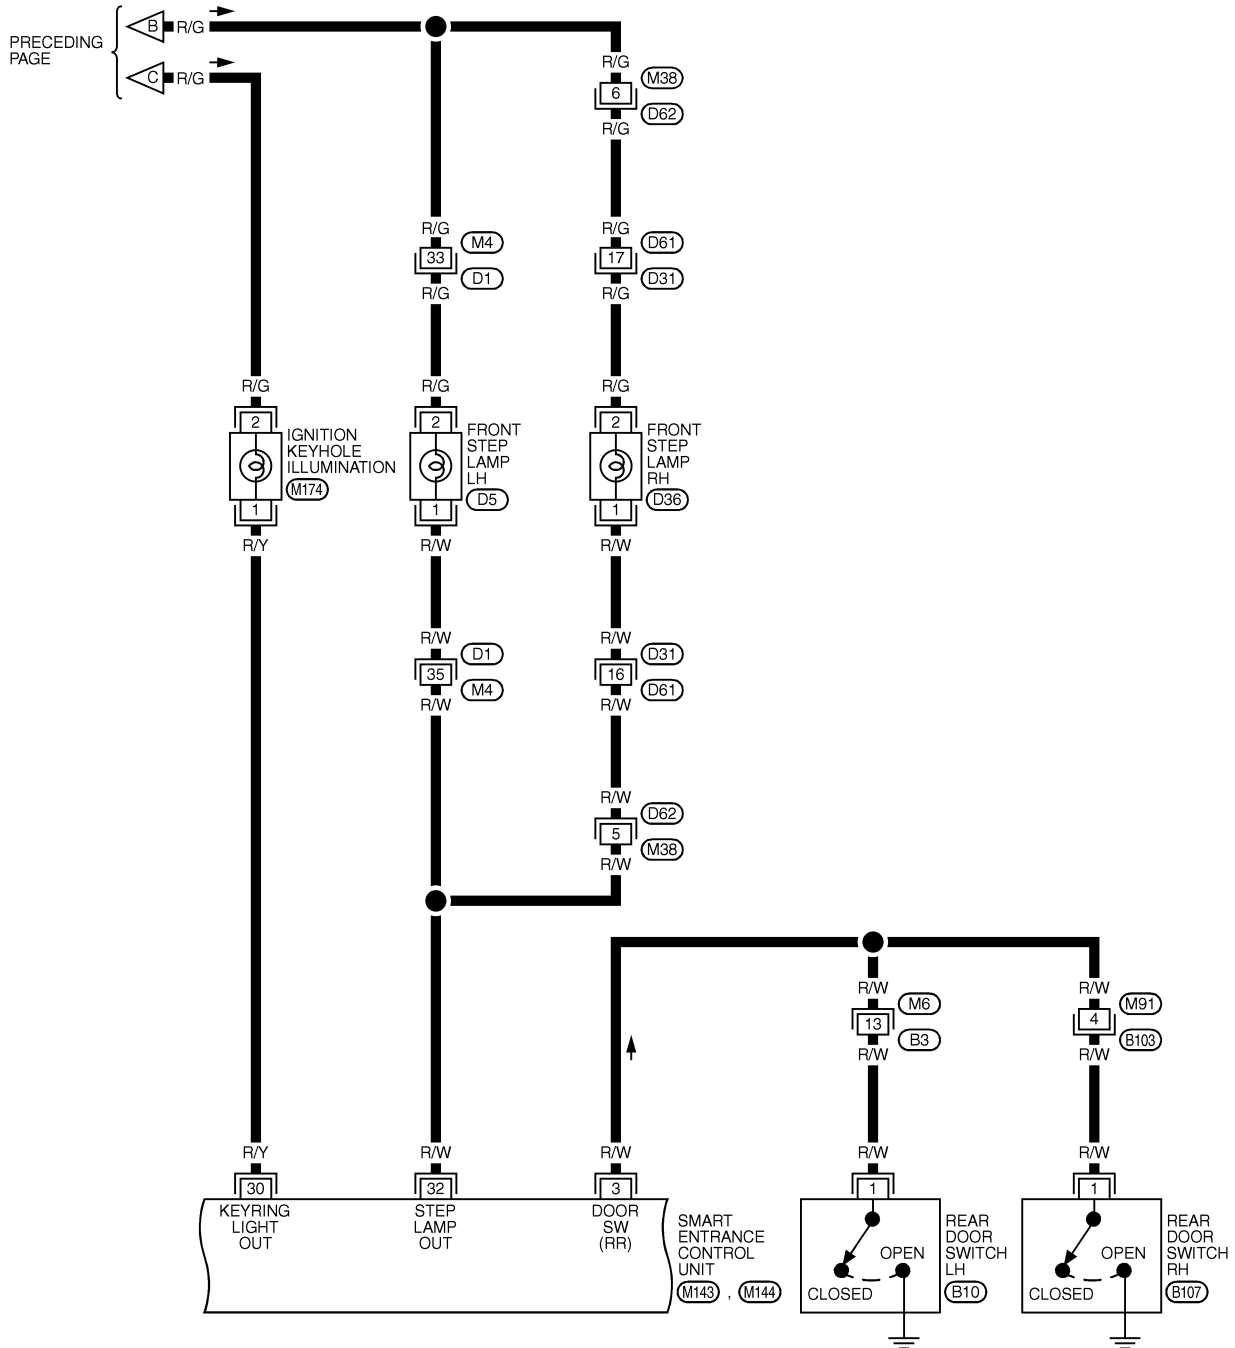 PRECEDING
PAGE
B R/G
C R/G
R/G
6
M38
D62
R/G
R/G
33
M4
D1
R/G
R/G
17
D61
D31
R/G
R/G
2
IGNITION
KEYHOLE
ILLUMINATION
M174
1
R/Y
R/G
2
FRONT
STEP
LAMP
LH
D5
1
R/W
R/G
2
FRONT
STEP
LAMP
RH
D36
1
R/W
R/W
35
D1
M4
R/W
R/W
16
D31
D61
R/W
R/W
5
D62
M38
R/W
R/W
13
M6
B3
R/W
R/W
4
M91
B103
R/W
R/Y
30
KEYRING
LIGHT
OUT
R/W
32
STEP
LAMP
OUT
R/W
3
DOOR
SW
(RR)
SMART
ENTRANCE
CONTROL
UNIT
M143 , M144
R/W
1
OPEN
CLOSED
REAR
DOOR
SWITCH
LH
B10
R/W
1
OPEN
CLOSED
REAR
DOOR
SWITCH
RH
B107